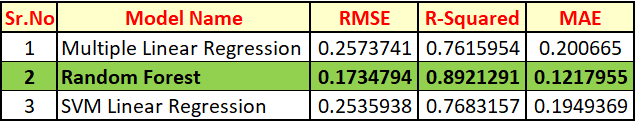 Sr.No Model Name RMSE R-Squared MAE
1 Multiple Linear Regression 0.2573741 0.7615954 0.200665
2 Random Forest 0.1734794 0.8921291 0.1217955
3 SVM Linear Regression 0.2535938 0.7683157 0.1949369